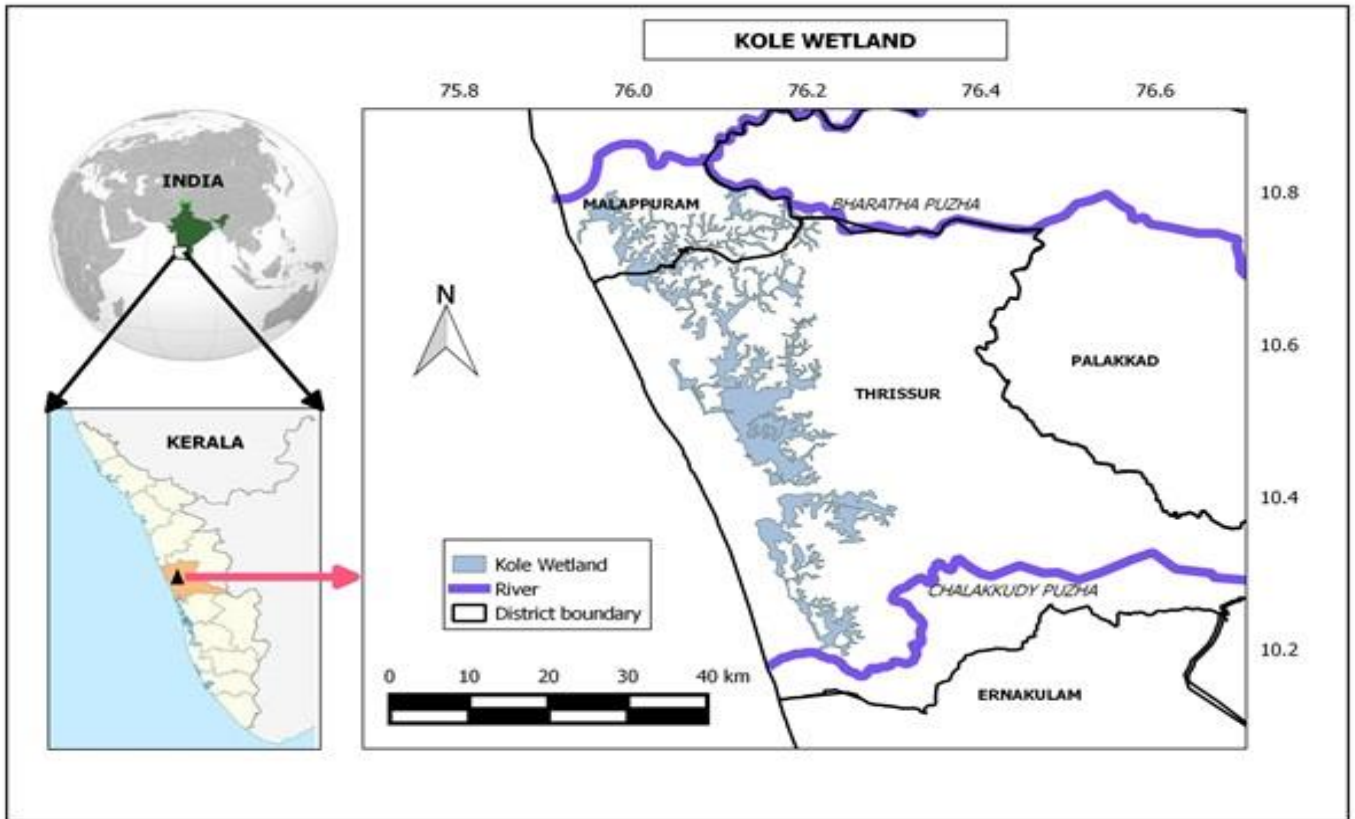 KOLE WETLAND
75.8 76.0 76.2 76.4 76.6
INDIA
MALAPPURAM
BHARATHA PUZHA
10.8
N
10.6
PALAKKAD
THRISSUR
KERALA
10.4
Kole Wetland
River
District boundary
CHALAKKUDY PUZHA
10.2
0 10 20 30 40 km
ERNAKULAM